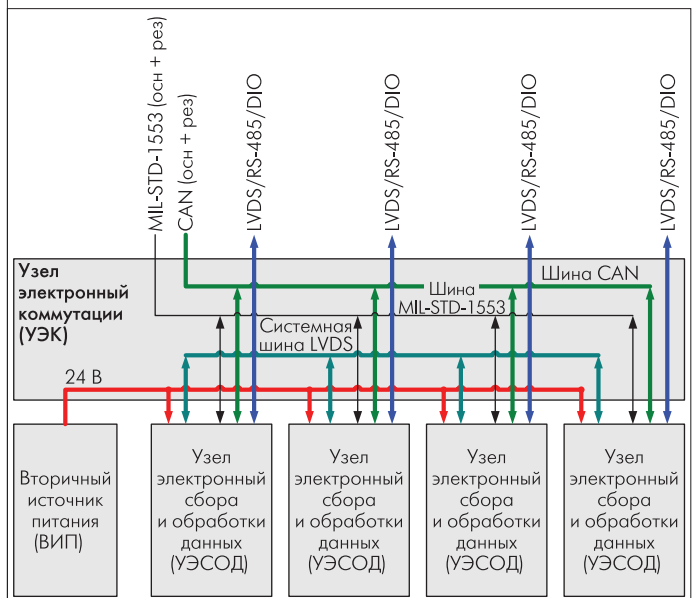 MIL-STD-1553 (осн + рез)
CAN (осн + рез)
LVDS/RS-485/DIO
LVDS/RS-485/DIO
LVDS/RS-485/DIO
LVDS/RS-485/DIO
Узел
электронный
коммутации
(УЭК)
Шина CAN
Шина
MIL-STD-1553
Системная
шина LVDS
24 В
Вторичный
источник
питания
(ВИП)
Узел
электронный
сбора
и обработки
данных
(УЭСОД)
Узел
электронный
сбора
и обработки
данных
(УЭСОД)
Узел
электронный
сбора
и обработки
данных
(УЭСОД)
Узел
электронный
сбора
и обработки
данных
(УЭСОД)